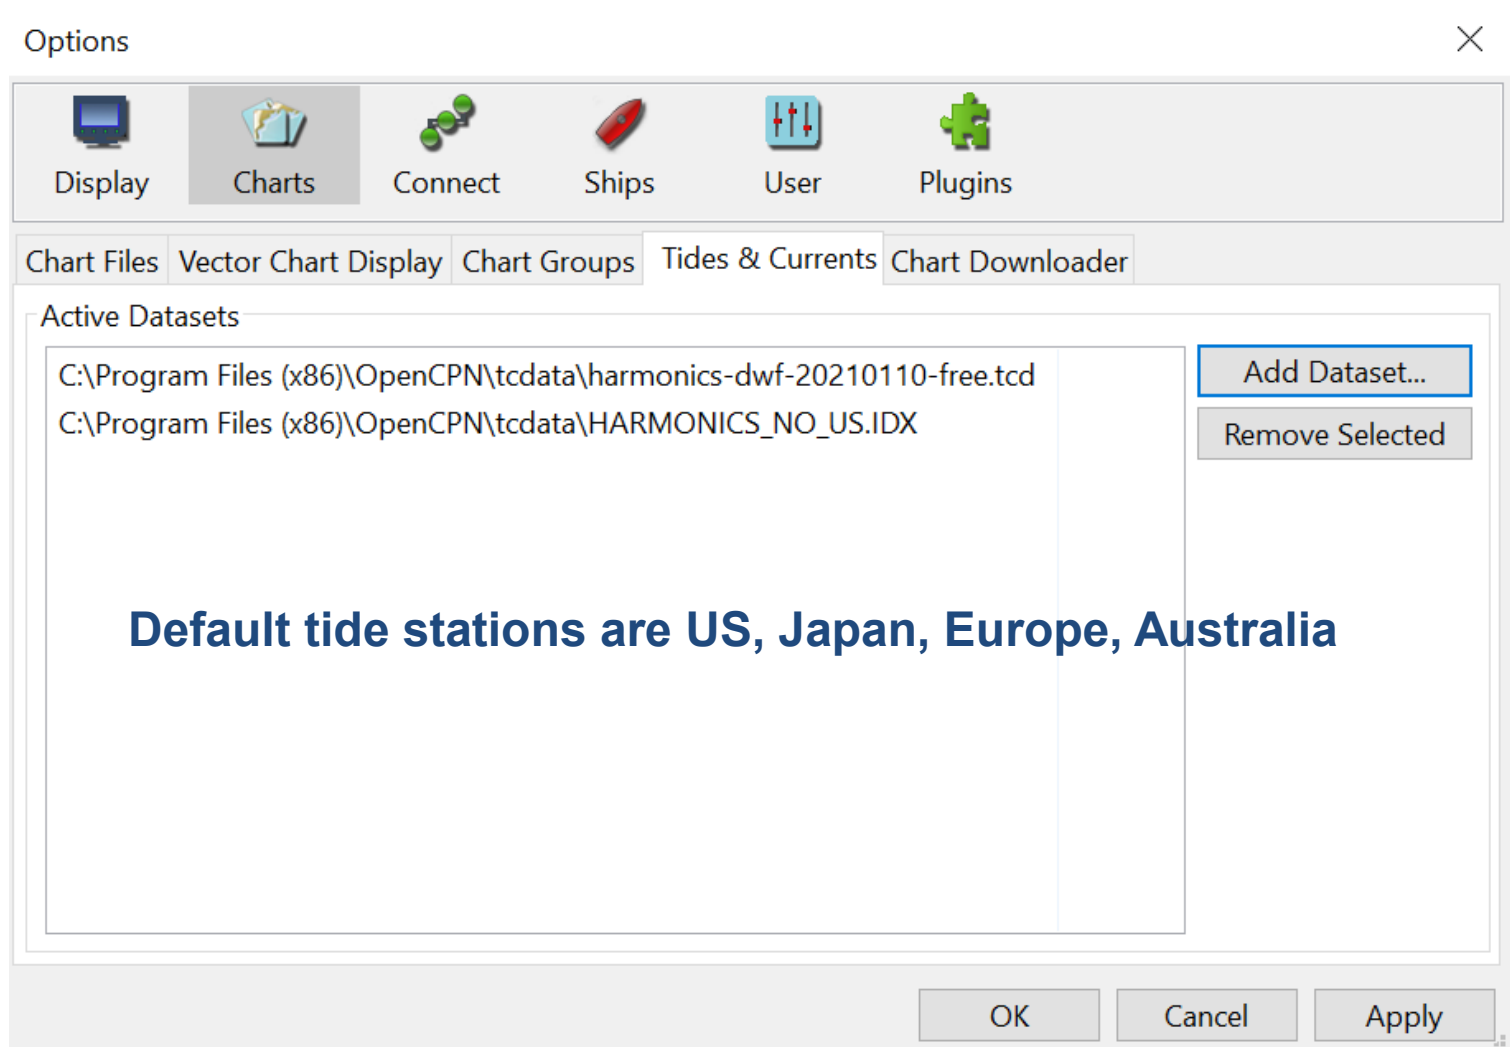 Options
Display Charts Connect Ships User Plugins
Chart Files Vector Chart Display Chart Groups Tides & Currents Chart Downloader
Active Datasets
C:\Program Files (x86)\OpenCPN\tcdata\harmonics-dwf-20210110-free.tcd
Add Dataset...
C:\Program Files (x86)\OpenCPN\tcdata\HARMONICS_NO_US.IDX
Remove Selected
Default tide stations are US, Japan, Europe, Australia
OK Cancel Apply